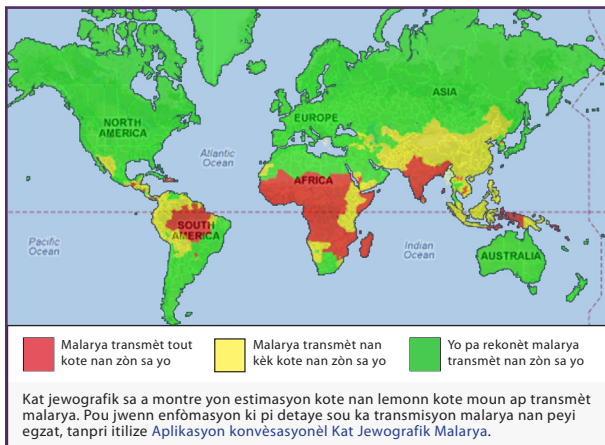 NORTH
AMERICA
Atlantic
Ocean
EUROPE
ASIA
AFRICA
SOUTH
AMERICA
Pacific
Ocean
Indian
Ocean
AUSTRALIA
Malarya transmèt tout
kote nan zòn sa yo
Malarya transmèt nan
kèk kote nan zòn sa yo
Yo pa rekonèt malarya
transmèt nan zòn sa yo
Kat jewografik sa a montre yon estimasyon kote nan lemonn kote moun ap transmèt
malarya. Pou jwenn enfòmasyon ki pi detaye sou ka transmisyon malarya nan peyi
egzat, tanpri itilize Aplikasyon konvèsasyonèl Kat Jewografik Malarya.